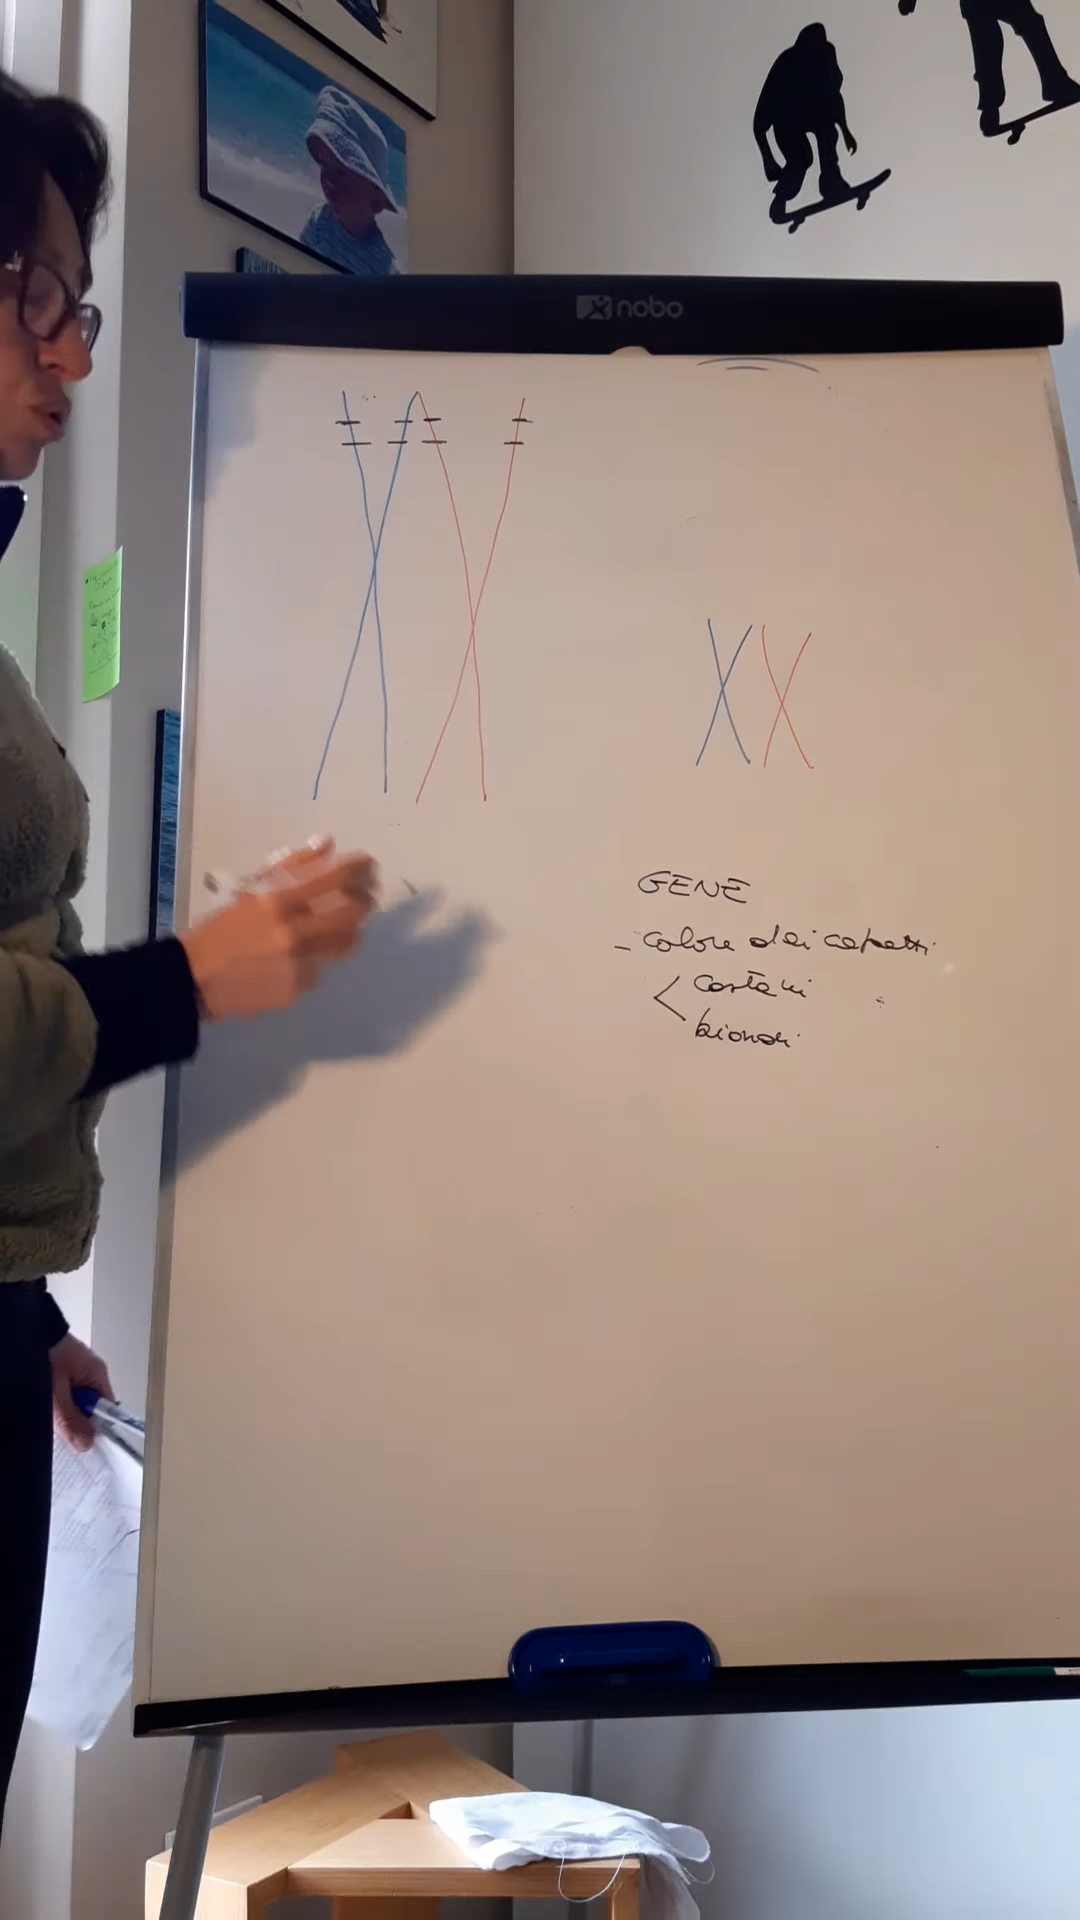 nobo
GENE
- colore dei capelli
< castani
biondi